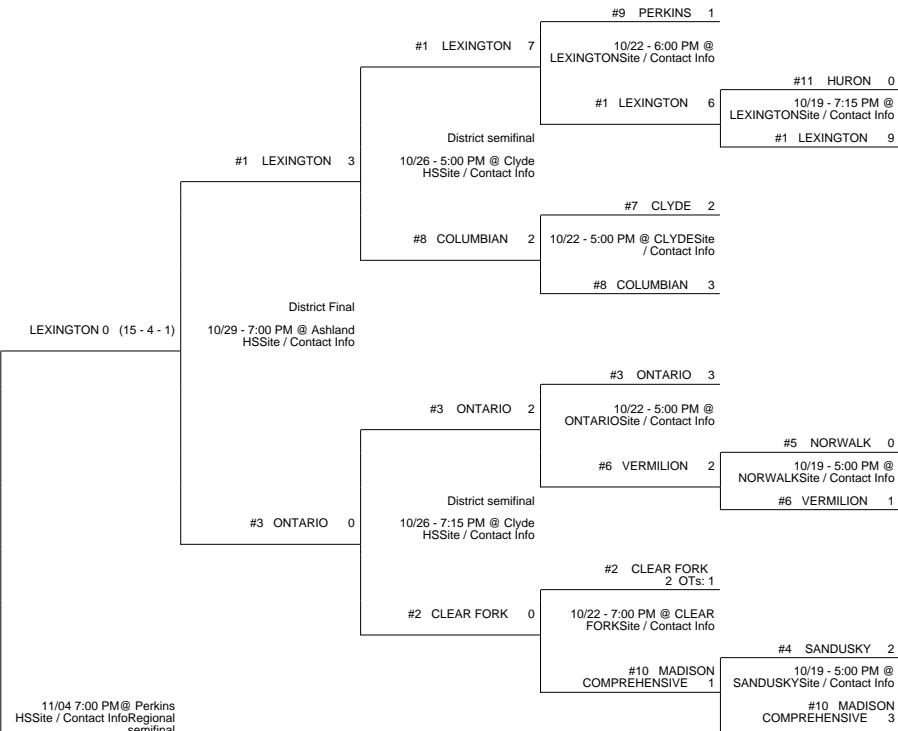 #9 PERKINS 1
#1 LEXINGTON 7
10/22 - 6:00 PM @
LEXINGTONSite / Contact Info
#11 HURON 0
#1 LEXINGTON 6
10/19 - 7:15 PM @
LEXINGTONSite / Contact Info
District semifinal
#1 LEXINGTON 9
#1 LEXINGTON 3
10/26 - 5:00 PM @ Clyde
HSSite / Contact Info
#7 CLYDE 2
#8 COLUMBIAN 2
10/22 - 5:00 PM @ CLYDESite
/ Contact Info
#8 COLUMBIAN 3
District Final
LEXINGTON 0 (15 - 4 - 1)
10/29 - 7:00 PM @ Ashland
HSSite / Contact Info
#3 ONTARIO 3
#3 ONTARIO 2
10/22 - 5:00 PM @
ONTARIOSite / Contact Info
#5 NORWALK 0
#6 VERMILION 2
10/19 - 5:00 PM @
NORWALKSite / Contact Info
District semifinal
#6 VERMILION 1
#3 ONTARIO 0
10/26 - 7:15 PM @ Clyde
HSSite / Contact Info
#2 CLEAR FORK
2 OTs: 1
#2 CLEAR FORK 0
10/22 - 7:00 PM @ CLEAR
FORKSite / Contact Info
#4 SANDUSKY 2
#10 MADISON
COMPREHENSIVE 1
10/19 - 5:00 PM @
SANDUSKYSite / Contact Info
#10 MADISON
COMPREHENSIVE 3
11/04 7:00 PM@ Perkins
HSSite / Contact InfoRegional
semifinal